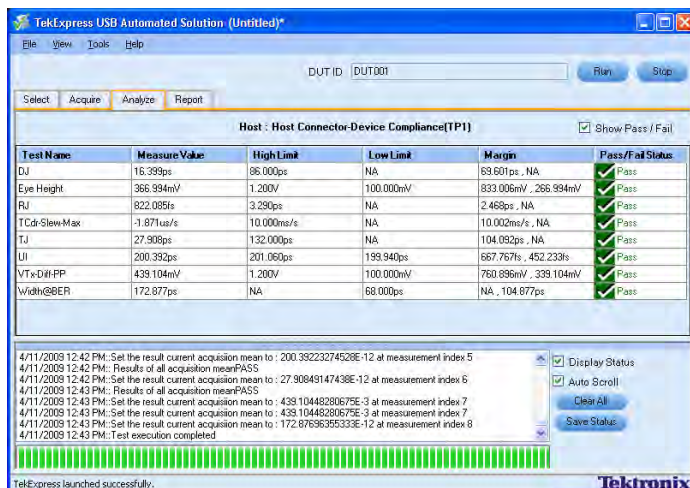 TekExpress USB Automated Solution (Untitled)*
File View Tools Help
DUT ID DUT001 Run Stop
Select Acquire Analyze Report
Host : Host Connector-Device Compliance(TP1) Show Pass / Fail
Test Name Measure Value High Limit Low Limit Margin Pass/Fail Status
DJ 16.399ps 86.000ps NA 69.601ps , NA Pass
Eye Height 366.994mV 1.200V 100.000mV 833.006mV , 266.994mV Pass
RJ 822.085fs 3.290ps NA 2.468ps , NA Pass
TCdr-Slew-Max -1.871us/s 10.000ms/s NA 10.002ms/s , NA Pass
TJ 27.908ps 132.000ps NA 104.092ps , NA Pass
UI 200.392ps 201.060ps 199.940ps 667.767fs , 452.233fs Pass
VTx-Diff-PP 439.104mV 1.200V 100.000mV 760.896mV , 339.104mV Pass
Width@BER 172.877ps NA 68.000ps NA , 104.877ps Pass
4/11/2009 12:42 PM::Set the result current acquisiion mean to : 200.39223274528E-12 at measurement index 5
4/11/2009 12:42 PM:: Results of all acquisition meanPASS
4/11/2009 12:42 PM::Set the result current acquisiion mean to : 27.90849147438E-12 at measurement index 6
4/11/2009 12:43 PM:: Results of all acquisition meanPASS
4/11/2009 12:43 PM::Set the result current acquisiion mean to : 439.10448280675E-3 at measurement index 7
4/11/2009 12:43 PM::Set the result current acquisiion mean to : 439.10448280675E-3 at measurement index 7
4/11/2009 12:43 PM::Set the result current acquisiion mean to : 172.87696355333E-12 at measurement index 8
4/11/2009 12:43 PM::Test execution completed
Display Status
Auto Scroll
Clear All
Save Status
TekExpress launched successfully.
Tektronix